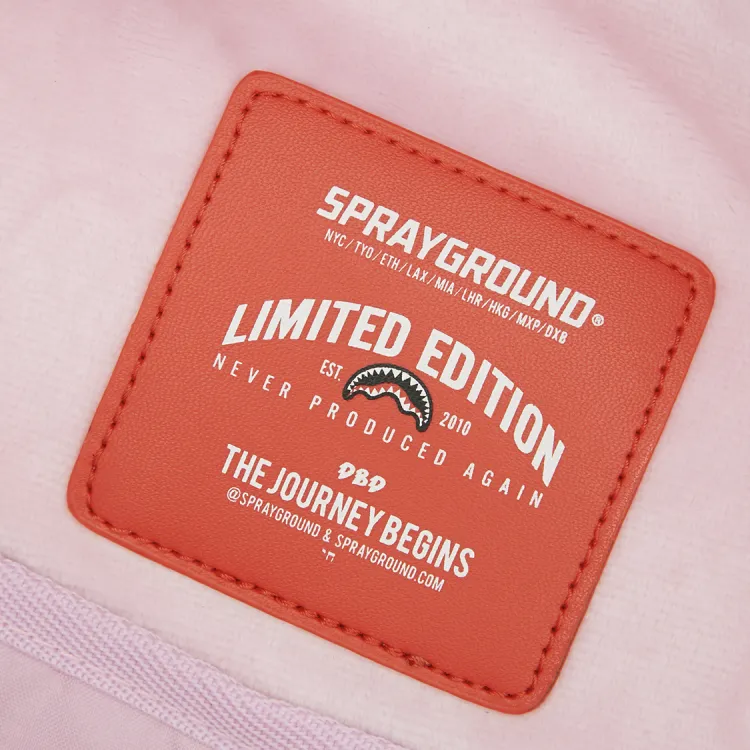 SPRAYGROUND®
NYC/TYO/ETH/LAX/MIA/LHR/HKG/MXP/DXB
LIMITED EDITION
EST. 2010
NEVER PRODUCED AGAIN
DBD
THE JOURNEY BEGINS
@SPRAYGROUND & SPRAYGROUND.COM